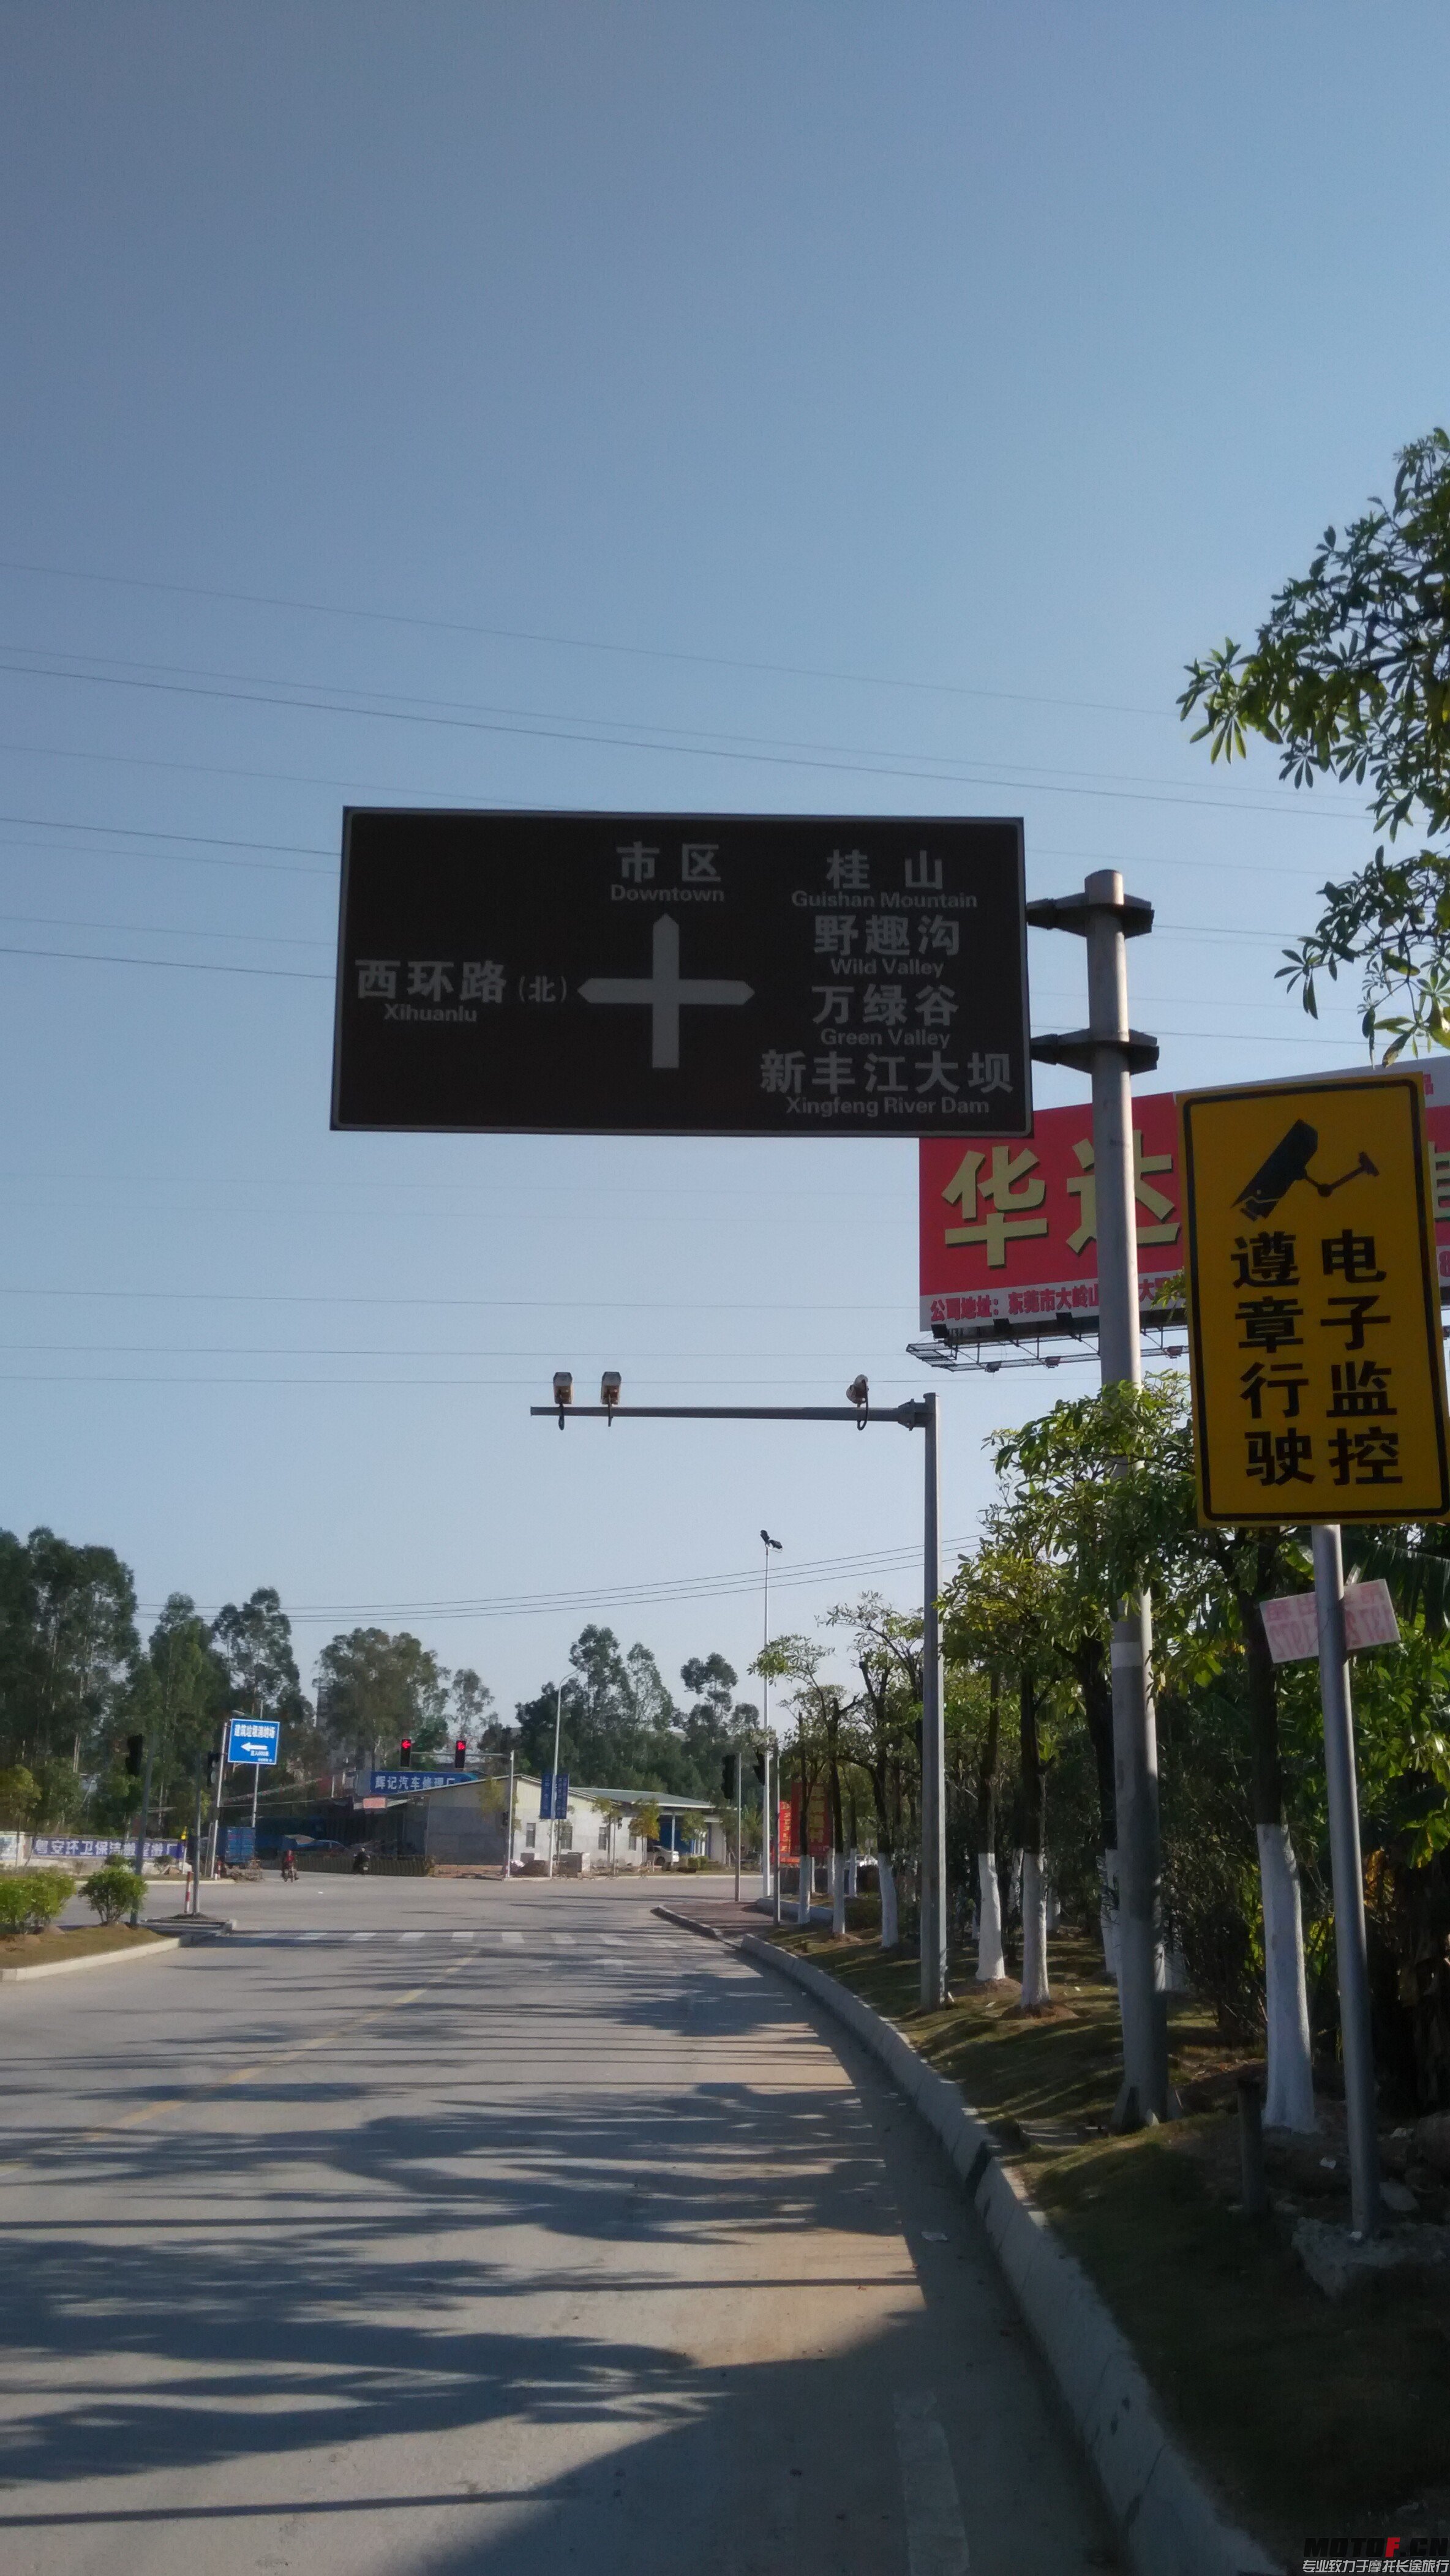 市区
Downtown
西环路(北)
Xihuanlu
桂山
Guishan Mountain
野趣沟
Wild Valley
万绿谷
Green Valley
新丰江大坝
Xingfeng River Dam
华达
公司地址：东莞市大岭山
电子监控
遵章行驶
辉记汽车修理厂
MOTOF.CN
专业致力于摩托长途旅行